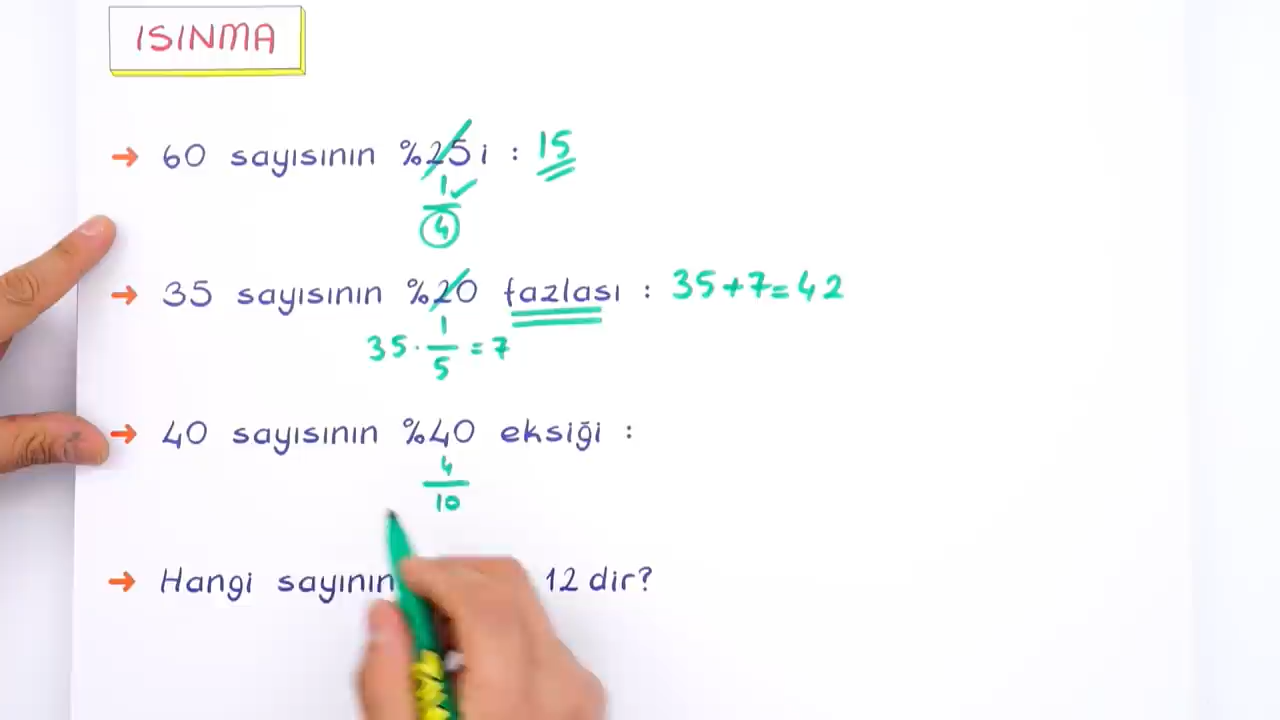 ISINMA
→ 60 sayısının %25 i : 15
1
4
→ 35 sayısının %20 fazlası : 35+7=42
35 · 1/5 = 7
→ 40 sayısının %40 eksiği :
4
10
→ Hangi sayının 12 dir?